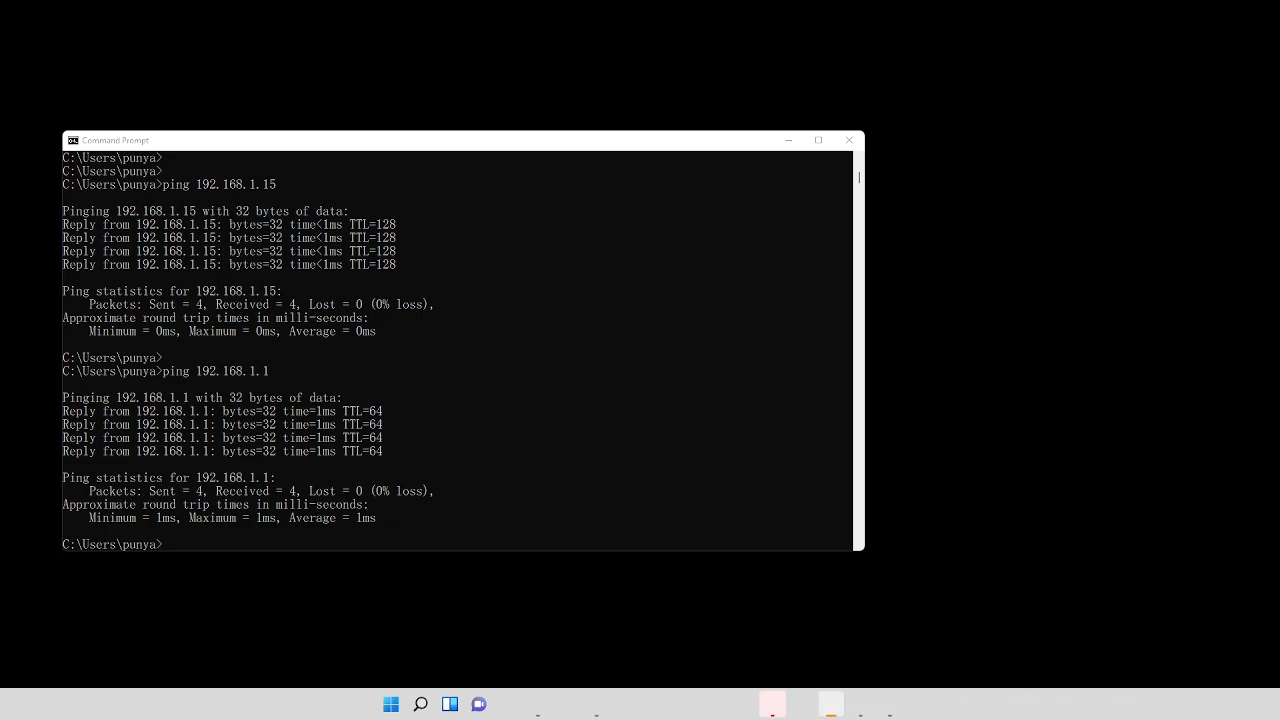 Command Prompt
C:\Users\punya>
C:\Users\punya>
C:\Users\punya>ping 192.168.1.15
Pinging 192.168.1.15 with 32 bytes of data:
Reply from 192.168.1.15: bytes=32 time<1ms TTL=128
Reply from 192.168.1.15: bytes=32 time<1ms TTL=128
Reply from 192.168.1.15: bytes=32 time<1ms TTL=128
Reply from 192.168.1.15: bytes=32 time<1ms TTL=128
Ping statistics for 192.168.1.15:
    Packets: Sent = 4, Received = 4, Lost = 0 (0% loss),
Approximate round trip times in milli-seconds:
    Minimum = 0ms, Maximum = 0ms, Average = 0ms
C:\Users\punya>
C:\Users\punya>ping 192.168.1.1
Pinging 192.168.1.1 with 32 bytes of data:
Reply from 192.168.1.1: bytes=32 time=1ms TTL=64
Reply from 192.168.1.1: bytes=32 time=1ms TTL=64
Reply from 192.168.1.1: bytes=32 time=1ms TTL=64
Reply from 192.168.1.1: bytes=32 time=1ms TTL=64
Ping statistics for 192.168.1.1:
    Packets: Sent = 4, Received = 4, Lost = 0 (0% loss),
Approximate round trip times in milli-seconds:
    Minimum = 1ms, Maximum = 1ms, Average = 1ms
C:\Users\punya>